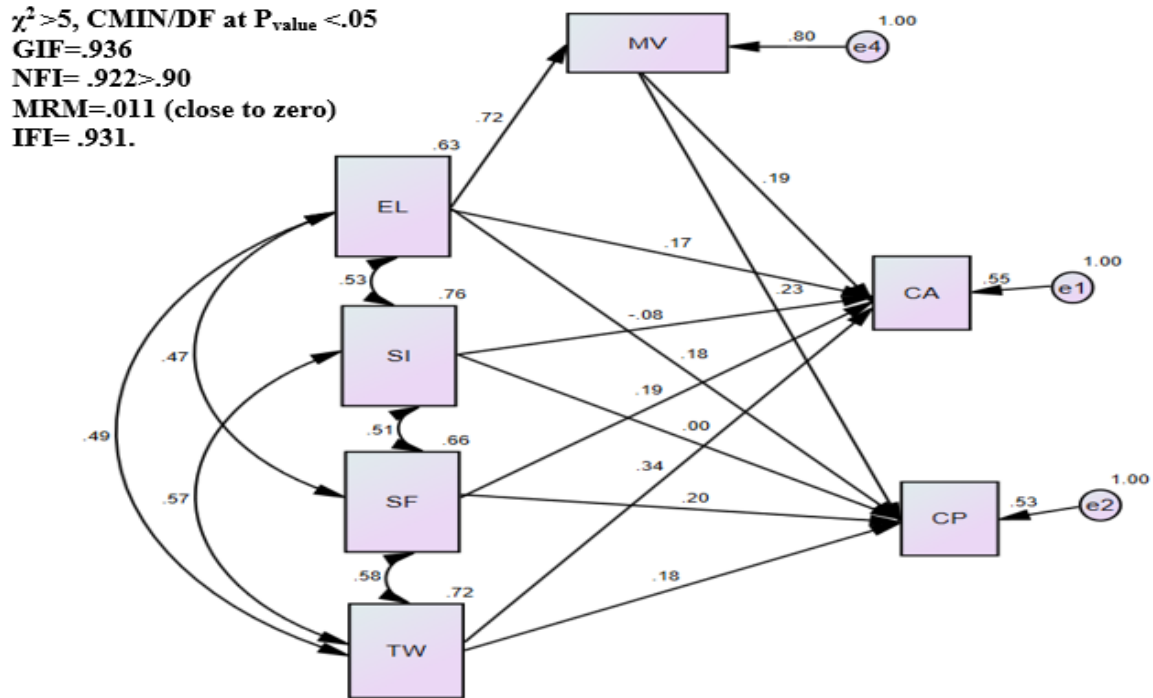 χ² >5, CMIN/DF at Pvalue <.05
GIF=.936
NFI= .922>.90
MRM=.011 (close to zero)
IFI= .931.
1.00
MV
.80
e4
.72
.63
EL
.19
.17
1.00
.53
.76
CA
.55
e1
.23
-.08
SI
.47
.18
.19
.51
.66
.00
.49
.34
.57
SF
.20
1.00
CP
.53
e2
.58
.72
.18
TW